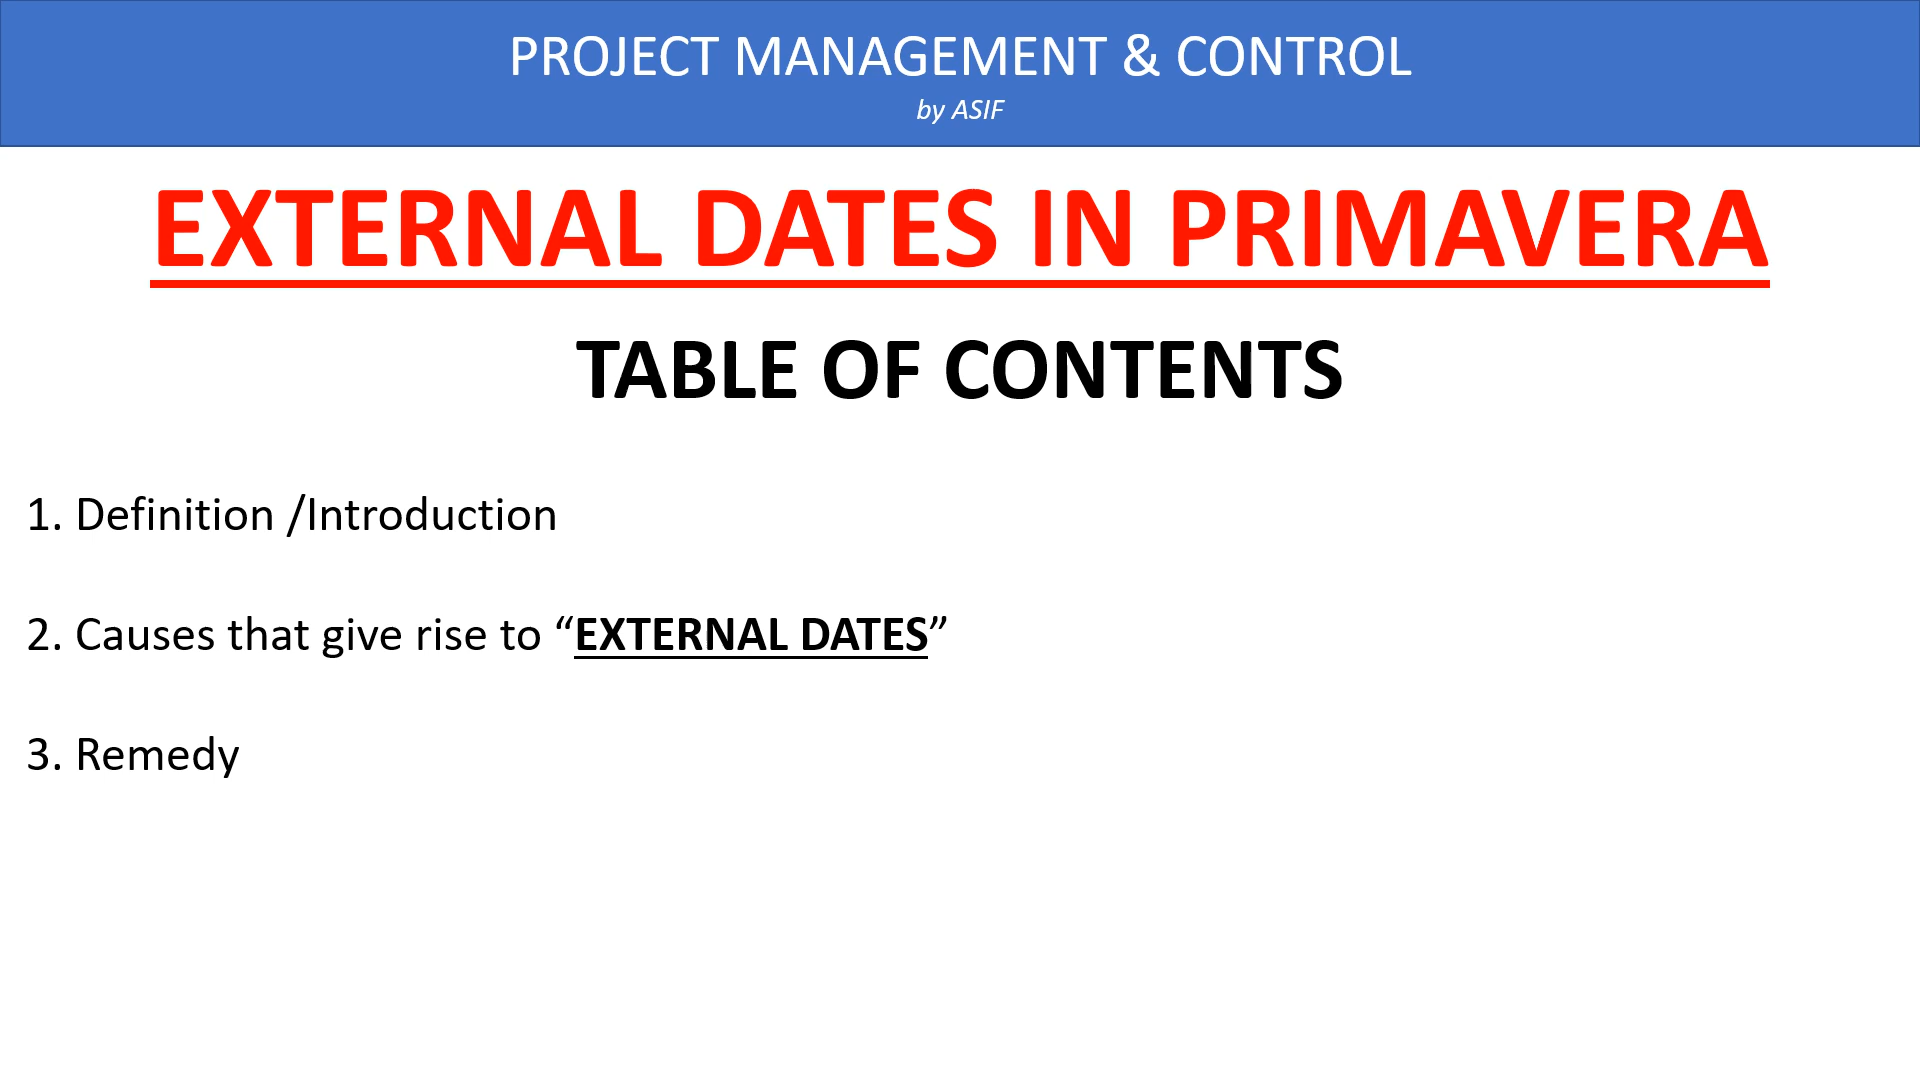 PROJECT MANAGEMENT & CONTROL
by ASIF
EXTERNAL DATES IN PRIMAVERA
TABLE OF CONTENTS
1. Definition /Introduction
2. Causes that give rise to “EXTERNAL DATES”
3. Remedy